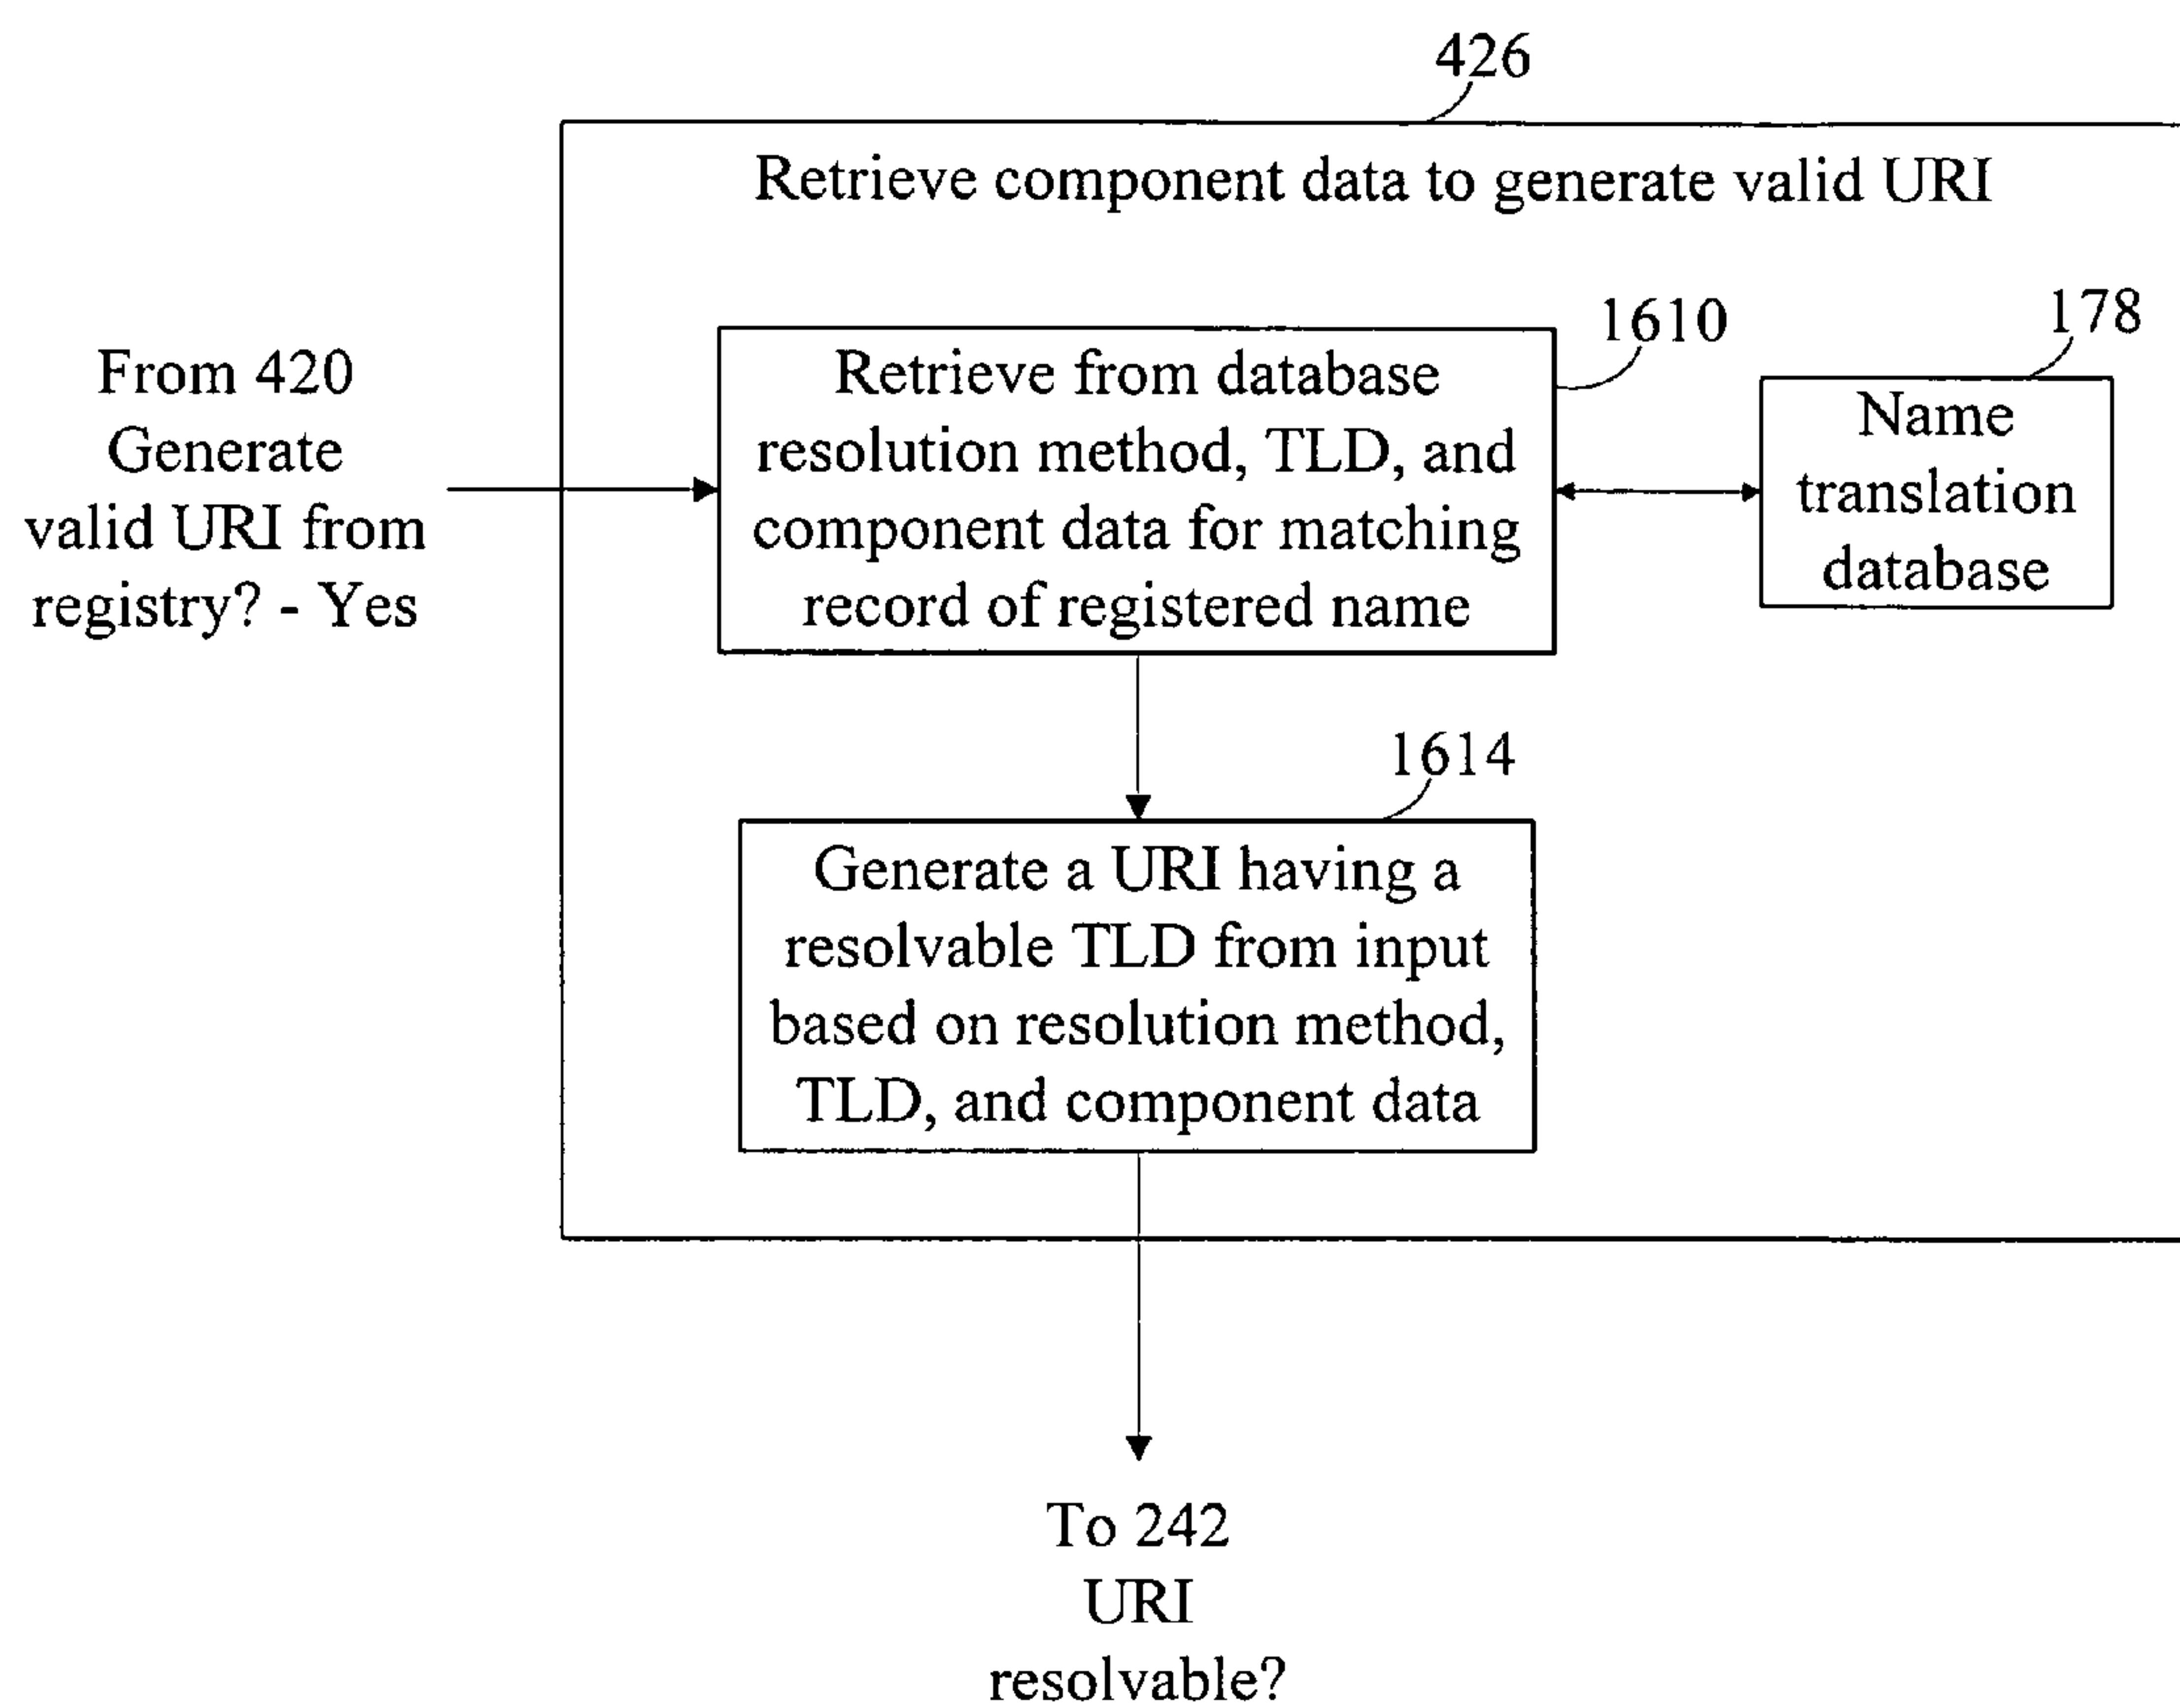 426
Retrieve component data to generate valid URI
From 420
Generate
valid URI from
registry? - Yes
1610
Retrieve from database
resolution method, TLD, and
component data for matching
record of registered name
178
Name
translation
database
1614
Generate a URI having a
resolvable TLD from input
based on resolution method,
TLD, and component data
To 242
URI
resolvable?